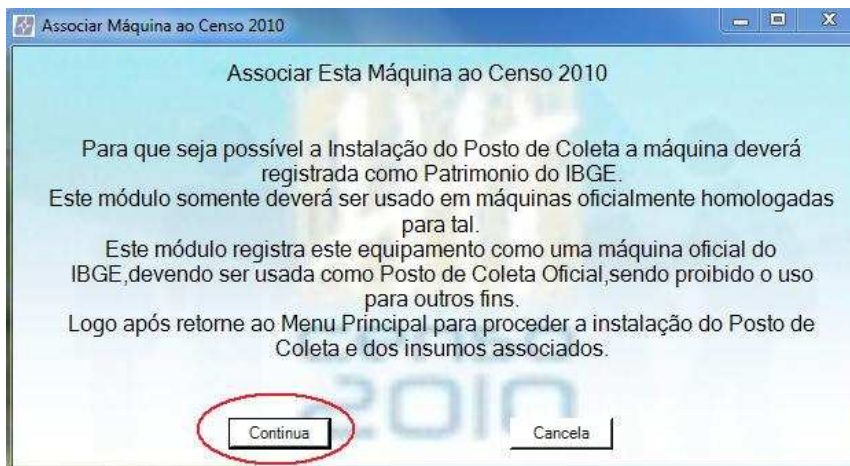 Associar Máquina ao Censo 2010
Associar Esta Máquina ao Censo 2010
Para que seja possível a Instalação do Posto de Coleta a máquina deverá
registrada como Patrimonio do IBGE.
Este módulo somente deverá ser usado em máquinas oficialmente homologadas
para tal.
Este módulo registra este equipamento como uma máquina oficial do
IBGE,devendo ser usada como Posto de Coleta Oficial,sendo proibido o uso
para outros fins.
Logo após retorne ao Menu Principal para proceder a instalação do Posto de
Coleta e dos insumos associados.
censo
2010
Continua
Cancela